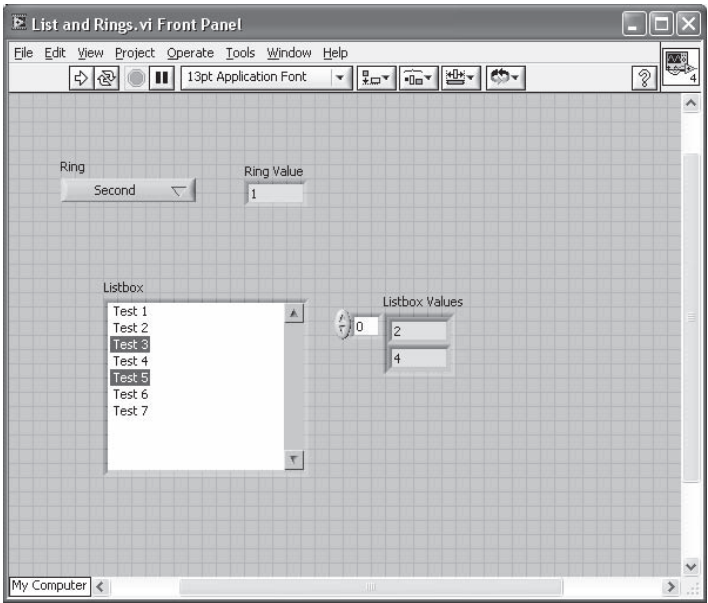 List and Rings.vi Front Panel
File Edit View Project Operate Tools Window Help
13pt Application Font
4
Ring
Second
Ring Value
1
Listbox
Test 1
Test 2
Test 3
Test 4
Test 5
Test 6
Test 7
Listbox Values
0
2
4
My Computer